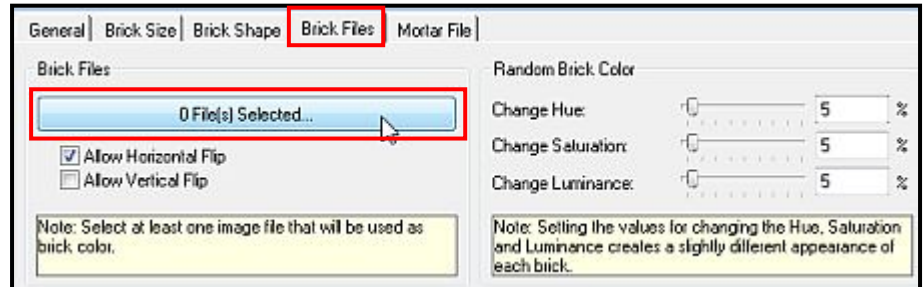 General Brick Size Brick Shape Brick Files Mortar File
Brick Files
0 File(s) Selected...
Allow Horizontal Flip
Allow Vertical Flip
Note: Select at least one image file that will be used as
brick color.
Random Brick Color
Change Hue: 5 %
Change Saturation: 5 %
Change Luminance: 5 %
Note: Setting the values for changing the Hue, Saturation
and Luminance creates a slightly different appearance of
each brick.